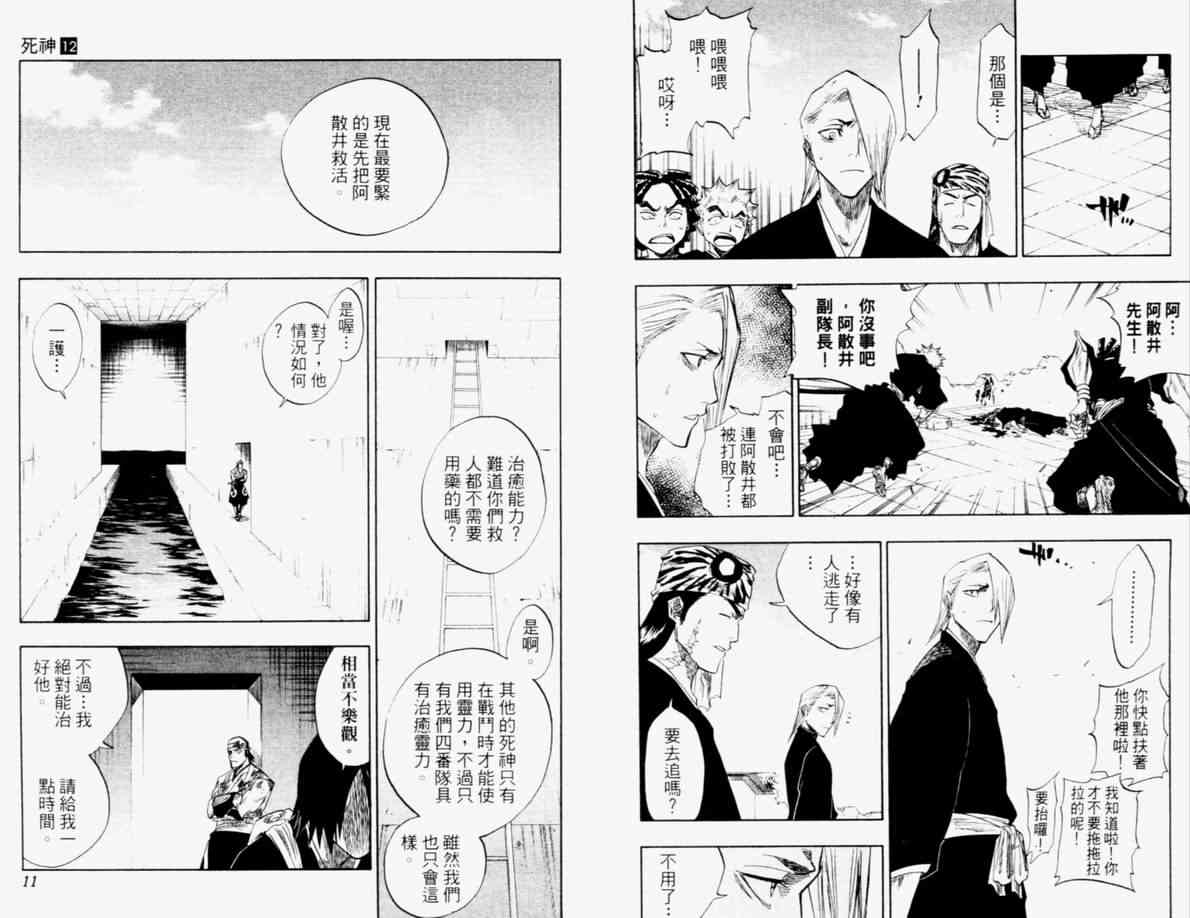 那個是…
！
喂喂喂
喂！
哎呀…
阿…
阿散井
先生！
你沒事吧
，阿散井
副隊長！
不會吧…
連阿散井都
被打敗了…
………
你快點扶著
他那裡啦！
我知道啦！你
才不要拖拖拉
拉的呢！
要抬囉！
…好像有
人逃走了
…
要去追嗎？
不用了…
死神12
現在最要緊
的是先把阿
散井救活。
治癒能力？
難道你們救
人都不需要
用藥的嗎？
是啊。
其他的死神只有
在戰鬥時才能使
用靈力，不過只
有我們四番隊具
有治癒靈力。
雖然我們
也只會這
樣。
是喔…
對了，他
情況如何
？
一護…
相當不樂觀。
不過…我
絕對能治
好他。
請給我一
點時間。
11